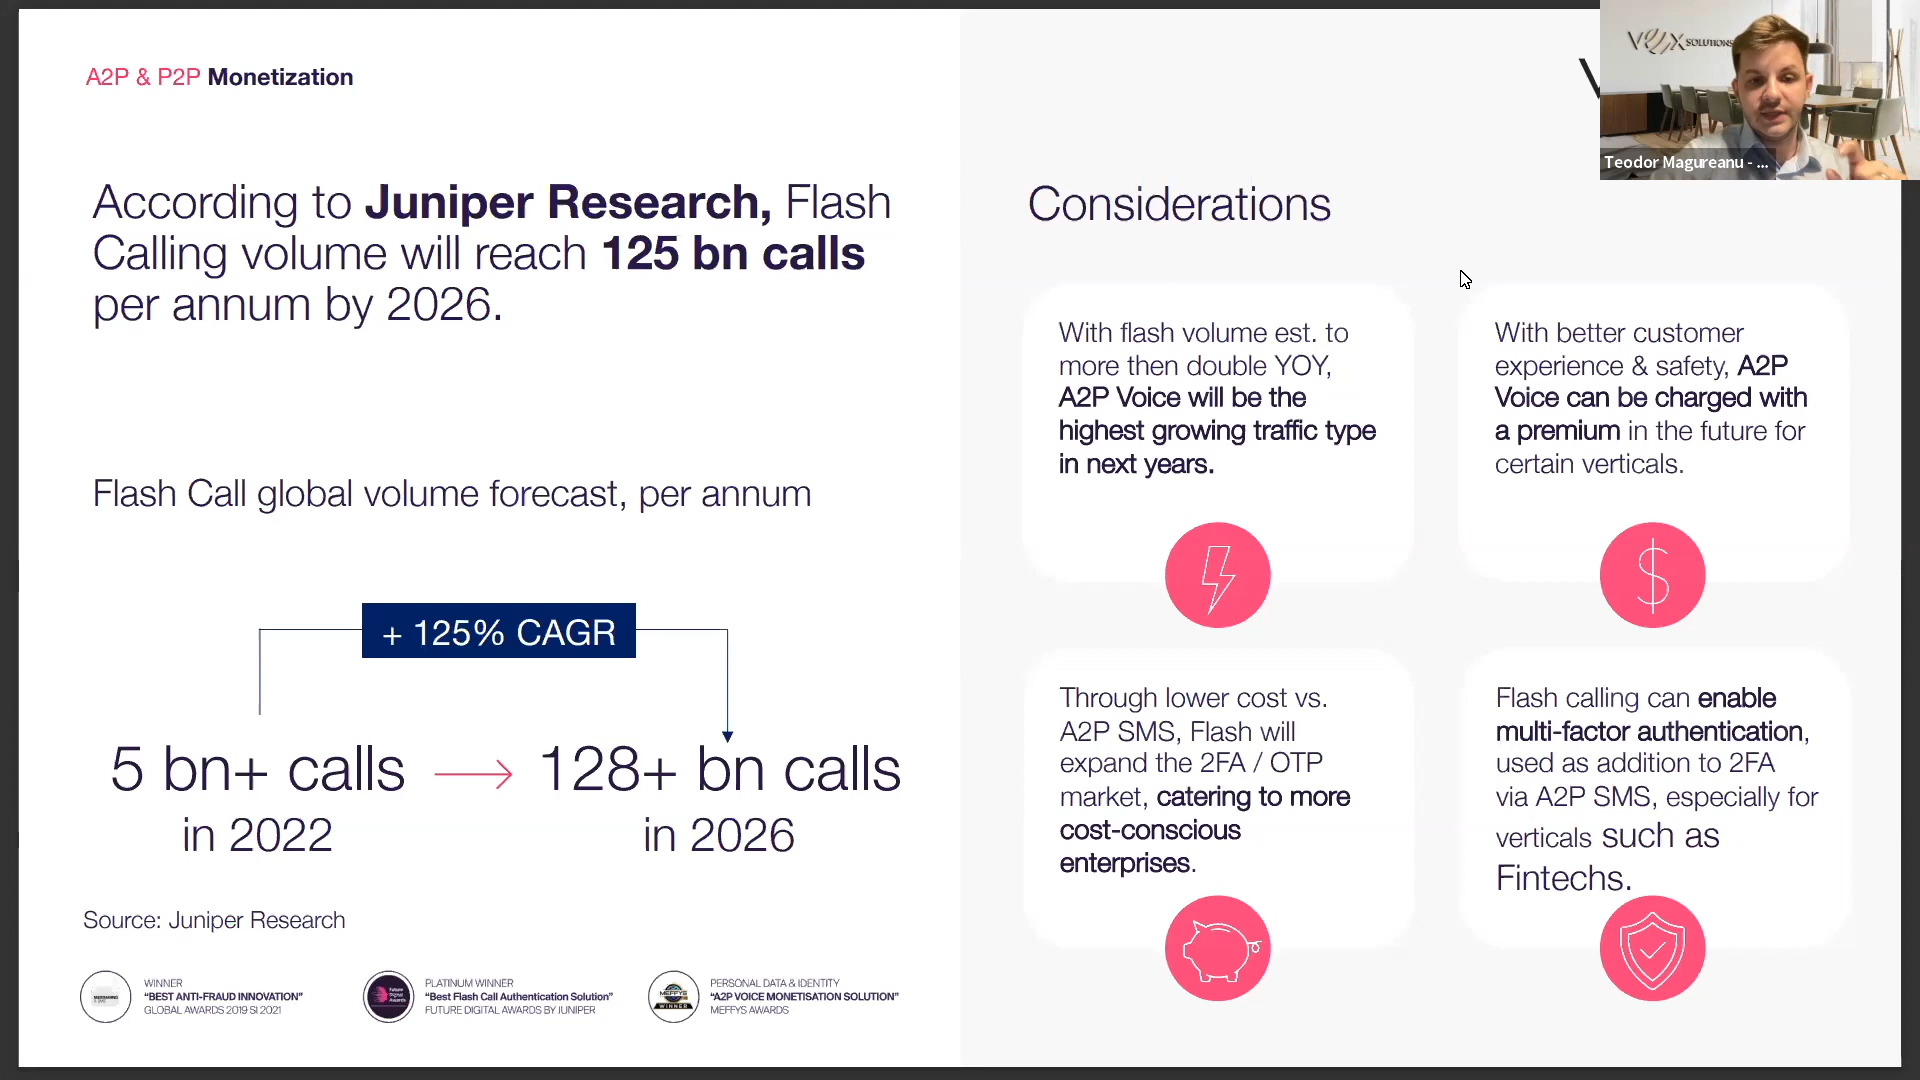 A2P & P2P Monetization
According to Juniper Research, Flash
Calling volume will reach 125 bn calls
per annum by 2026.
Flash Call global volume forecast, per annum
+ 125% CAGR
5 bn+ calls
in 2022
128+ bn calls
in 2026
Source: Juniper Research
WINNER
“BEST ANTI-FRAUD INNOVATION”
GLOBAL AWARDS 2019 SI 2021
Future
Digital
Awards
PLATINUM WINNER
“Best Flash Call Authentication Solution”
FUTURE DIGITAL AWARDS BY JUNIPER
MEFFYS
WINNER
PERSONAL DATA & IDENTITY
“A2P VOICE MONETISATION SOLUTION”
MEFFYS AWARDS
Considerations
With flash volume est. to
more then double YOY,
A2P Voice will be the
highest growing traffic type
in next years.
With better customer
experience & safety, A2P
Voice can be charged with
a premium in the future for
certain verticals.
Through lower cost vs.
A2P SMS, Flash will
expand the 2FA / OTP
market, catering to more
cost-conscious
enterprises.
Flash calling can enable
multi-factor authentication,
used as addition to 2FA
via A2P SMS, especially for
verticals such as
Fintechs.
VOX SOLUTIONS
Teodor Magureanu - ...